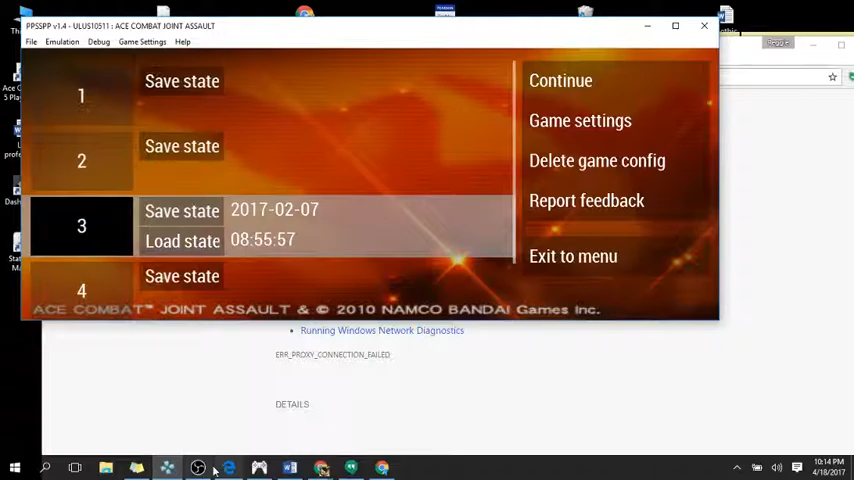 PPSSPP v1.4 - ULUS10511 : ACE COMBAT JOINT ASSAULT
File Emulation Debug Game Settings Help
Reggie
1 Save state
2 Save state
3 Save state 2017-02-07
Load state 08:55:57
4 Save state
Continue
Game settings
Delete game config
Report feedback
Exit to menu
ACE COMBAT™ JOINT ASSAULT & © 2010 NAMCO BANDAI Games Inc.
Running Windows Network Diagnostics
ERR_PROXY_CONNECTION_FAILED
DETAILS
10:14 PM
4/18/2017